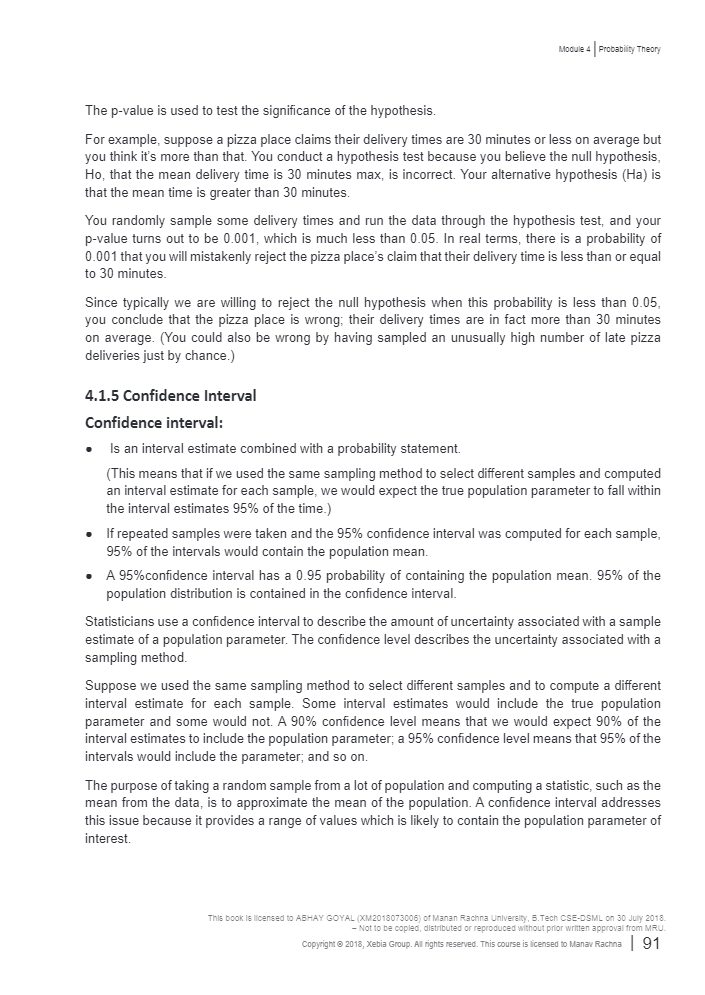 Module 4 | Probability Theory
The p-value is used to test the significance of the hypothesis.
For example, suppose a pizza place claims their delivery times are 30 minutes or less on average but
you think it's more than that. You conduct a hypothesis test because you believe the null hypothesis,
Ho, that the mean delivery time is 30 minutes max, is incorrect. Your alternative hypothesis (Ha) is
that the mean time is greater than 30 minutes.
You randomly sample some delivery times and run the data through the hypothesis test, and your
p-value turns out to be 0.001, which is much less than 0.05. In real terms, there is a probability of
0.001 that you will mistakenly reject the pizza place's claim that their delivery time is less than or equal
to 30 minutes.
Since typically we are willing to reject the null hypothesis when this probability is less than 0.05,
you conclude that the pizza place is wrong; their delivery times are in fact more than 30 minutes
on average. (You could also be wrong by having sampled an unusually high number of late pizza
deliveries just by chance.)
4.1.5 Confidence Interval
Confidence interval:
● Is an interval estimate combined with a probability statement.
(This means that if we used the same sampling method to select different samples and computed
an interval estimate for each sample, we would expect the true population parameter to fall within
the interval estimates 95% of the time.)
● If repeated samples were taken and the 95% confidence interval was computed for each sample,
95% of the intervals would contain the population mean.
● A 95%confidence interval has a 0.95 probability of containing the population mean. 95% of the
population distribution is contained in the confidence interval.
Statisticians use a confidence interval to describe the amount of uncertainty associated with a sample
estimate of a population parameter. The confidence level describes the uncertainty associated with a
sampling method.
Suppose we used the same sampling method to select different samples and to compute a different
interval estimate for each sample. Some interval estimates would include the true population
parameter and some would not. A 90% confidence level means that we would expect 90% of the
interval estimates to include the population parameter; a 95% confidence level means that 95% of the
intervals would include the parameter; and so on.
The purpose of taking a random sample from a lot of population and computing a statistic, such as the
mean from the data, is to approximate the mean of the population. A confidence interval addresses
this issue because it provides a range of values which is likely to contain the population parameter of
interest.
This book is licensed to ABHAY GOYAL (XM2018073006) of Manan Rachna University, B.Tech CSE-DSML on 30 July 2018.
– Not to be copied, distributed or reproduced without prior written approval from MRU.
Copyright © 2018, Xebia Group. All rights reserved. This course is licensed to Manav Rachna | 91